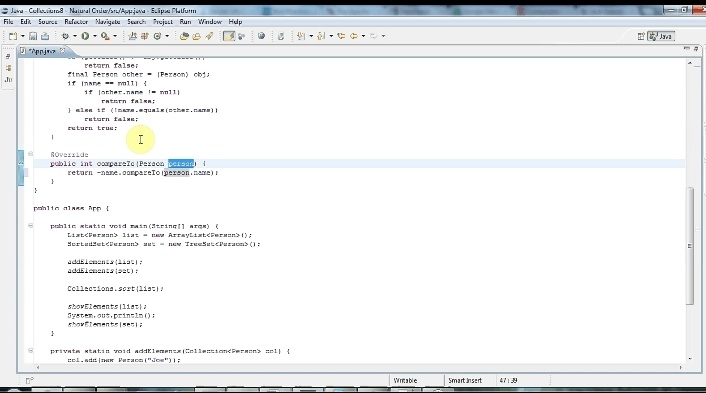 Java - Collections8 - Natural Order/src/App.java - Eclipse Platform
File Edit Source Refactor Navigate Search Project Run Window Help
Java
*App.java
return false;
final Person other = (Person) obj;
if (name == null) {
if (other.name != null)
return false;
} else if (!name.equals(other.name))
return false;
return true;
}
@Override
public int compareTo(Person person) {
return -name.compareTo(person.name);
}
}
public class App {
public static void main(String[] args) {
List<Person> list = new ArrayList<Person>();
SortedSet<Person> set = new TreeSet<Person>();
addElements(list);
addElements(set);
Collections.sort(list);
showElements(list);
System.out.println();
showElements(set);
}
private static void addElements(Collection<Person> col) {
col.add(new Person("Joe"));
Writable Smart Insert 47 : 39